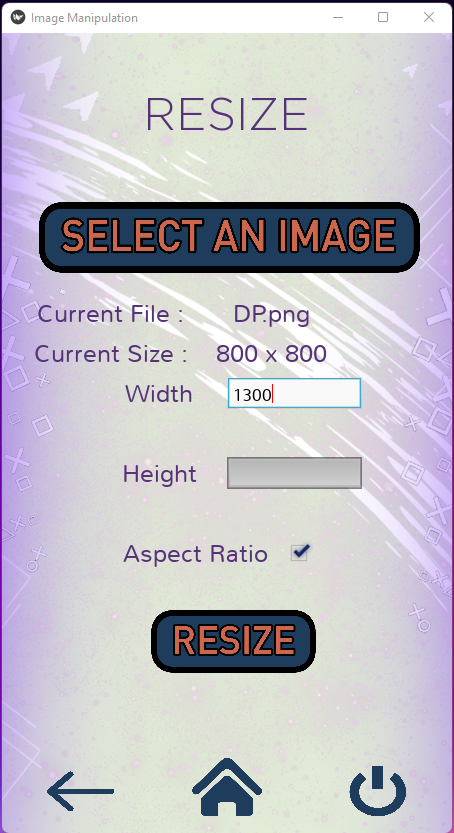 Image Manipulation
RESIZE
SELECT AN IMAGE
Current File : DP.png
Current Size : 800 x 800
Width 1300
Height
Aspect Ratio
RESIZE